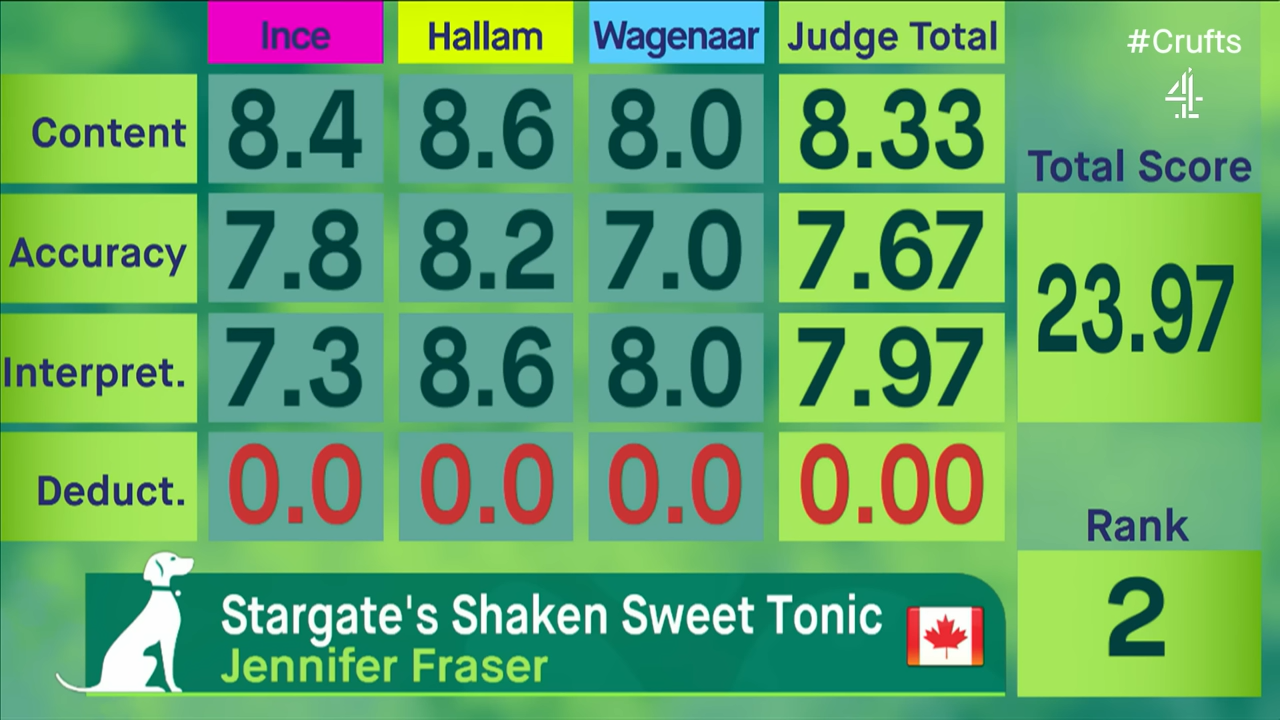 Ince Hallam Wagenaar Judge Total
#Crufts
4
Content 8.4 8.6 8.0 8.33
Total Score
Accuracy 7.8 8.2 7.0 7.67
23.97
Interpret. 7.3 8.6 8.0 7.97
Deduct. 0.0 0.0 0.0 0.00
Rank
2
Stargate's Shaken Sweet Tonic
Jennifer Fraser